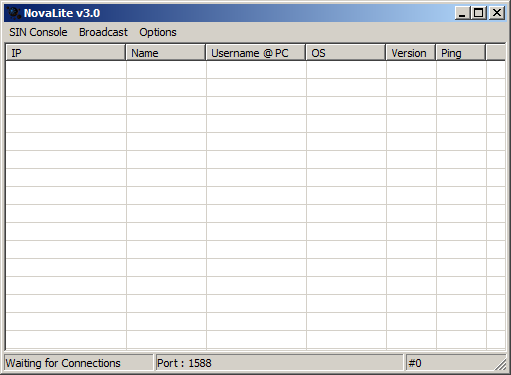 NovaLite v3.0
SIN Console Broadcast Options
IP Name Username @ PC OS Version Ping
Waiting for Connections Port : 1588 #0